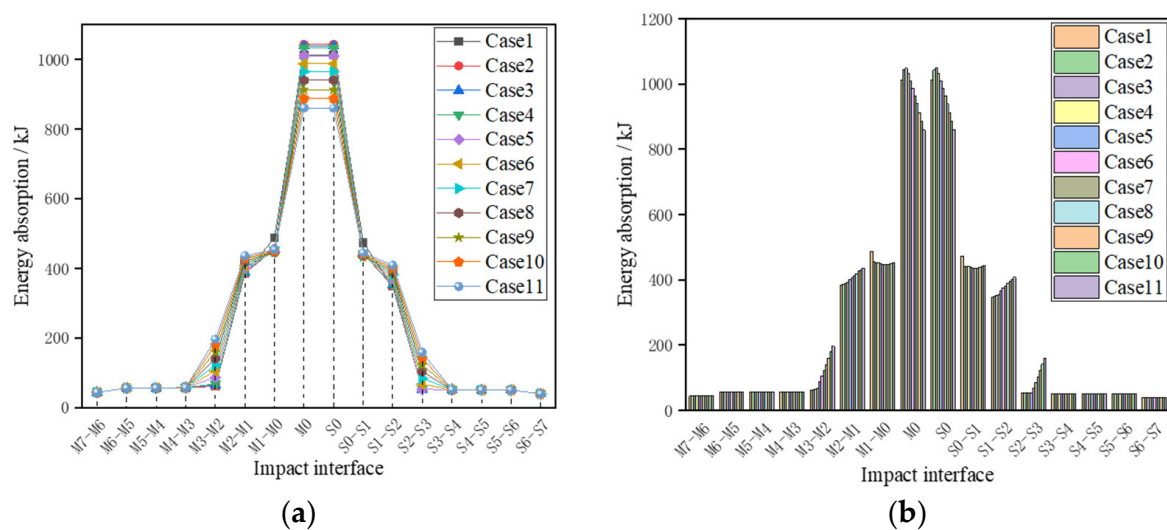 1000
800
600
400
200
0
Energy absorption / kJ
Case1
Case2
Case3
Case4
Case5
Case6
Case7
Case8
Case9
Case10
Case11
M7-M6
M6-M5
M5-M4
M4-M3
M3-M2
M2-M1
M1-M0
M0
S0
S0-S1
S1-S2
S2-S3
S3-S4
S4-S5
S5-S6
S6-S7
Impact interface
(a)
1200
1000
800
600
400
200
0
Energy absorption / kJ
Case1
Case2
Case3
Case4
Case5
Case6
Case7
Case8
Case9
Case10
Case11
M7-M6
M6-M5
M5-M4
M4-M3
M3-M2
M2-M1
M1-M0
M0
S0
S0-S1
S1-S2
S2-S3
S3-S4
S4-S5
S5-S6
S6-S7
Impact interface
(b)